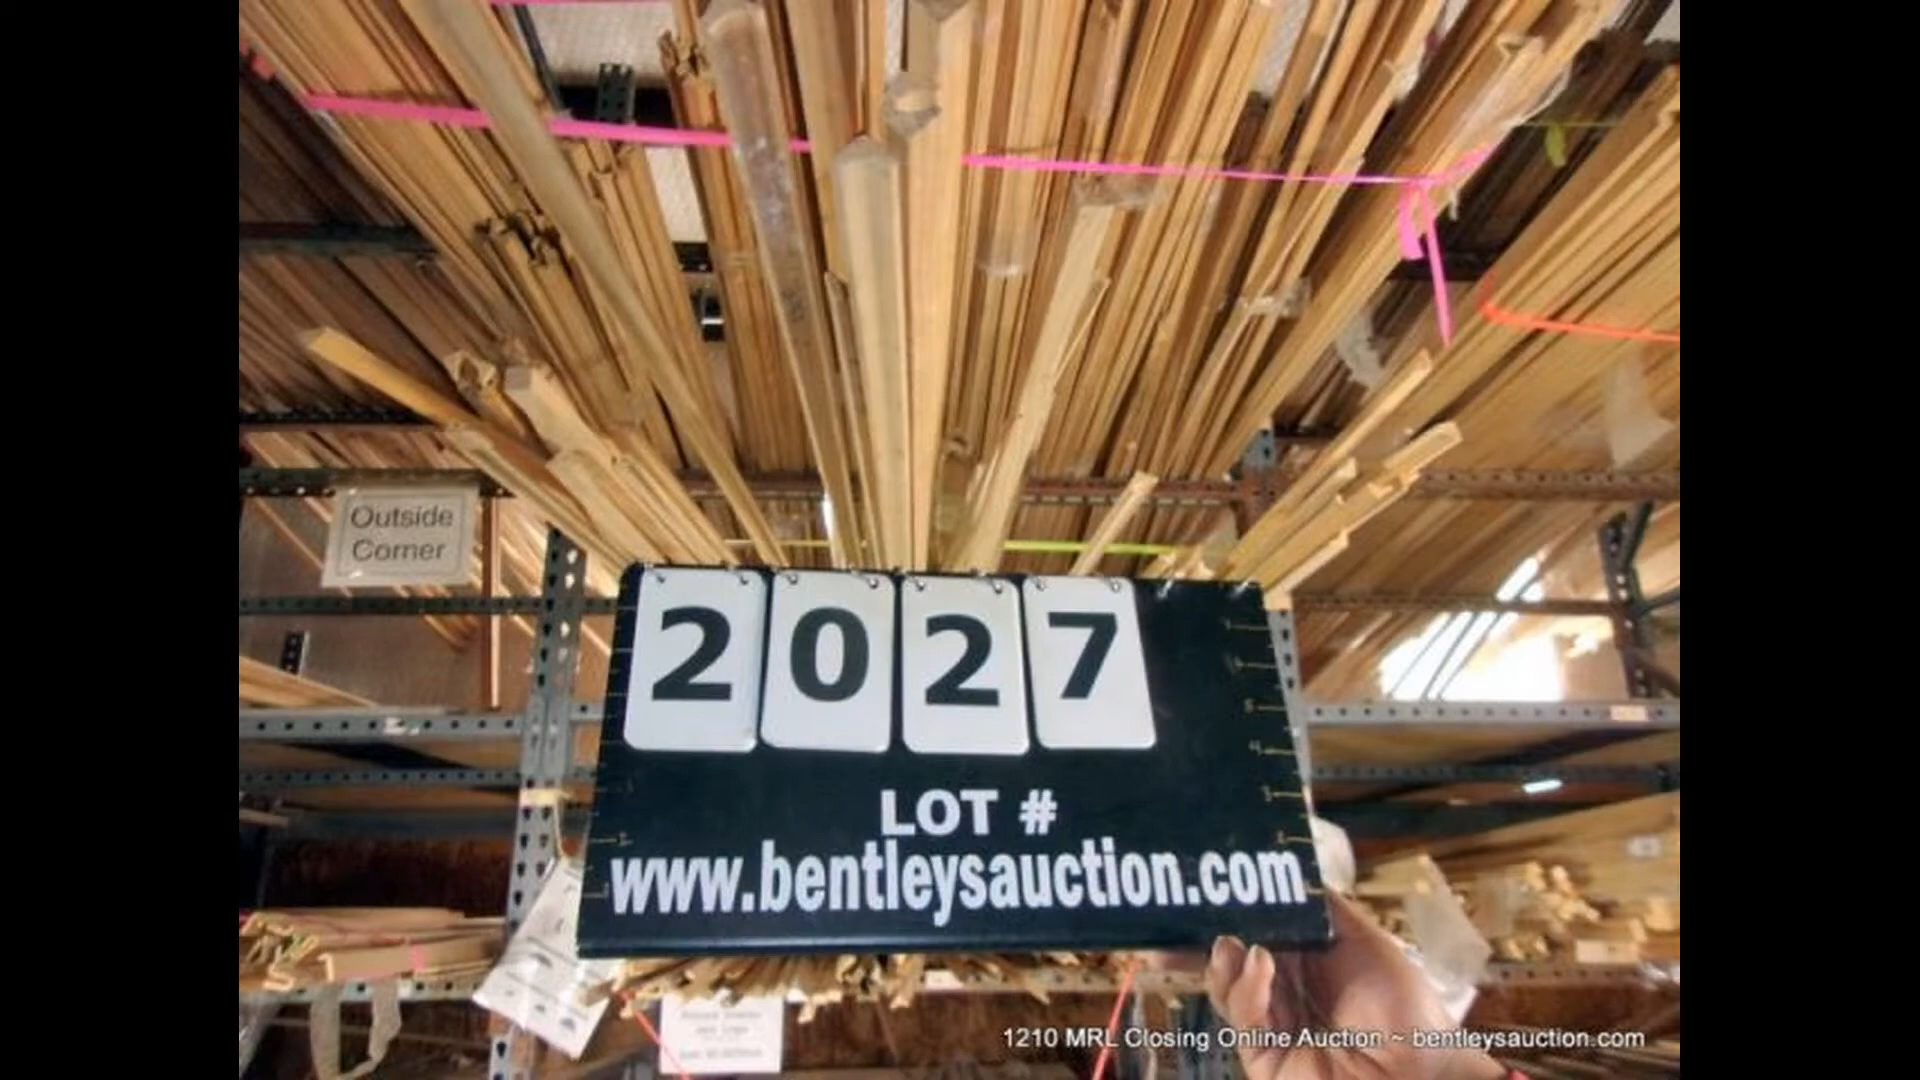 Outside
Corner
2027
LOT #
www.bentleysauction.com
1210 MRL Closing Online Auction ~ bentleysauction.com